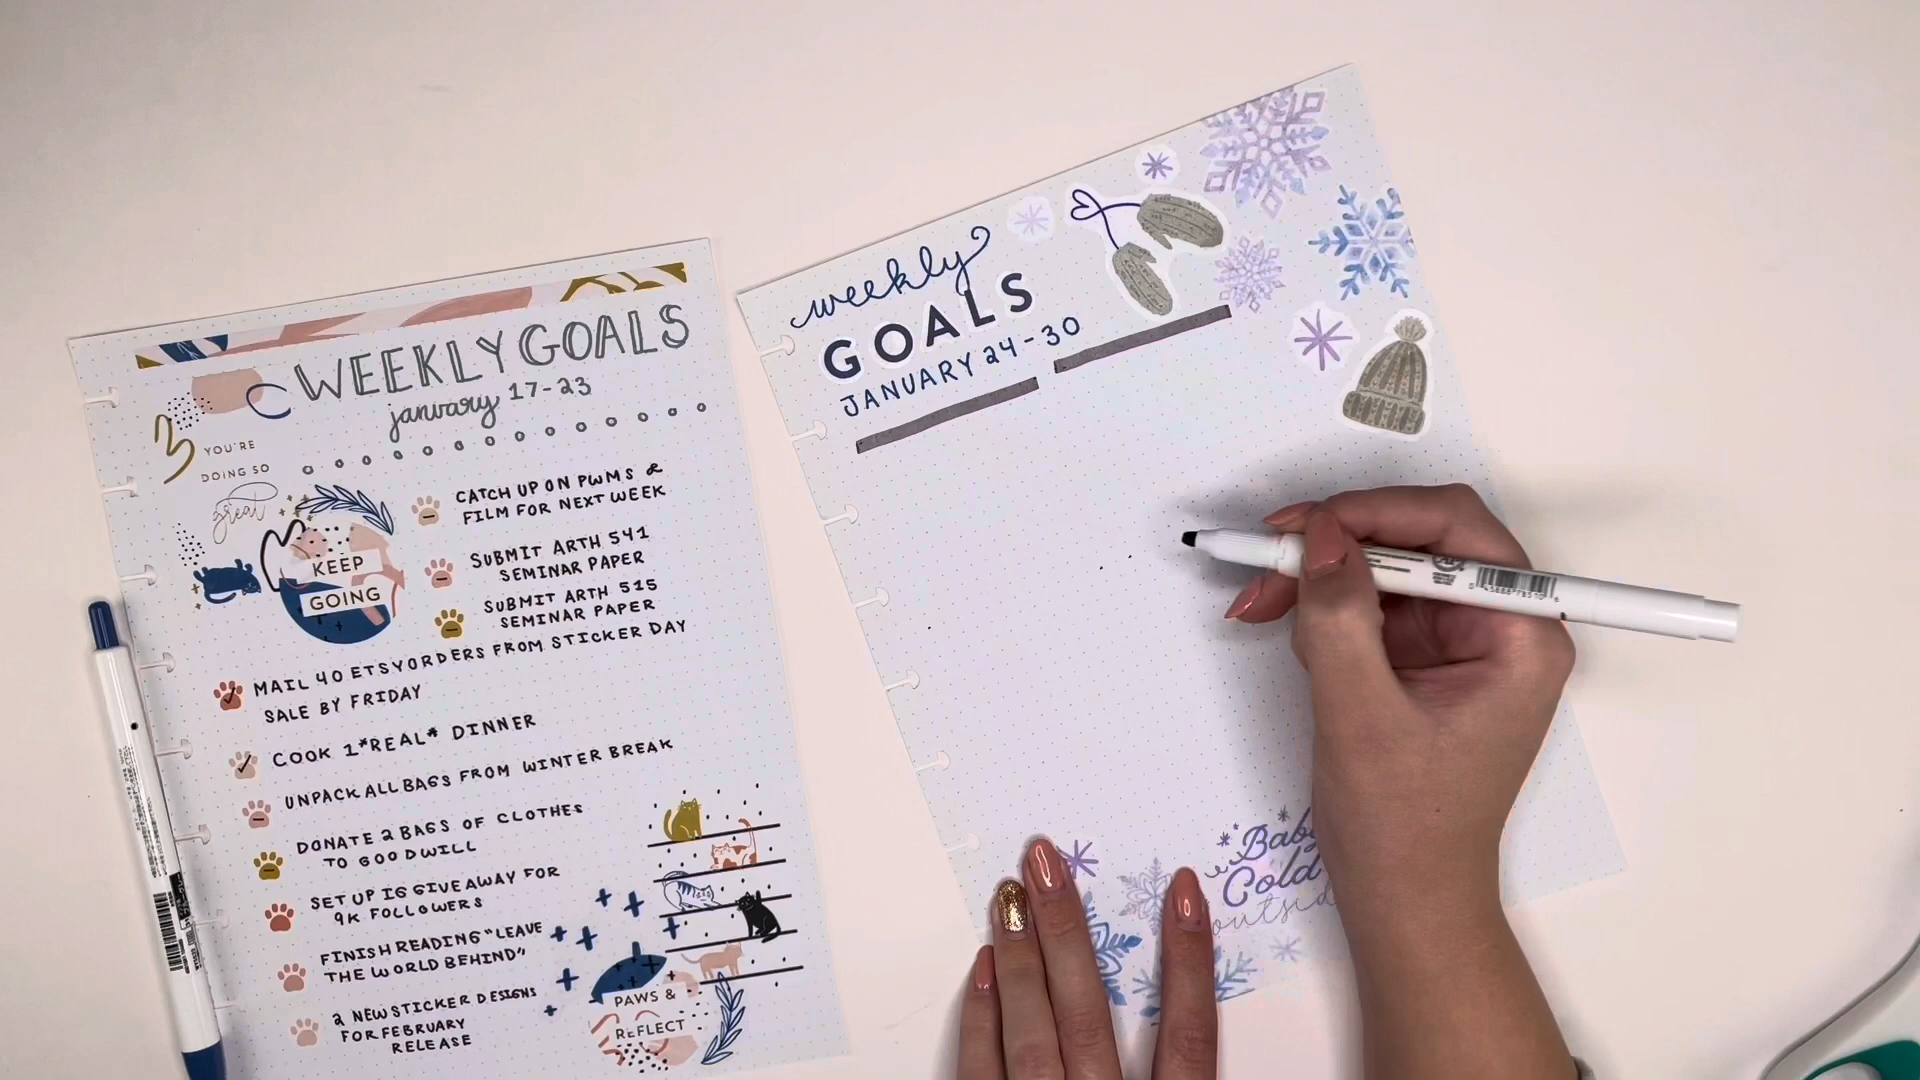 WEEKLY GOALS
january 17-23
YOU'RE
DOING SO
great
KEEP
GOING
CATCH UP ON PWMS &
FILM FOR NEXT WEEK
SUBMIT ARTH 541
SEMINAR PAPER
SUBMIT ARTH 515
SEMINAR PAPER
MAIL 40 ETSY ORDERS FROM STICKER DAY
SALE BY FRIDAY
COOK 1 *REAL* DINNER
UNPACK ALL BAGS FROM WINTER BREAK
DONATE 2 BAGS OF CLOTHES
TO GOODWILL
SET UP IG GIVEAWAY FOR
9K FOLLOWERS
FINISH READING "LEAVE
THE WORLD BEHIND"
2 NEW STICKER DESIGNS
FOR FEBRUARY
RELEASE
PAWS &
REFLECT
weekly
GOALS
JANUARY 24-30
Baby
Cold